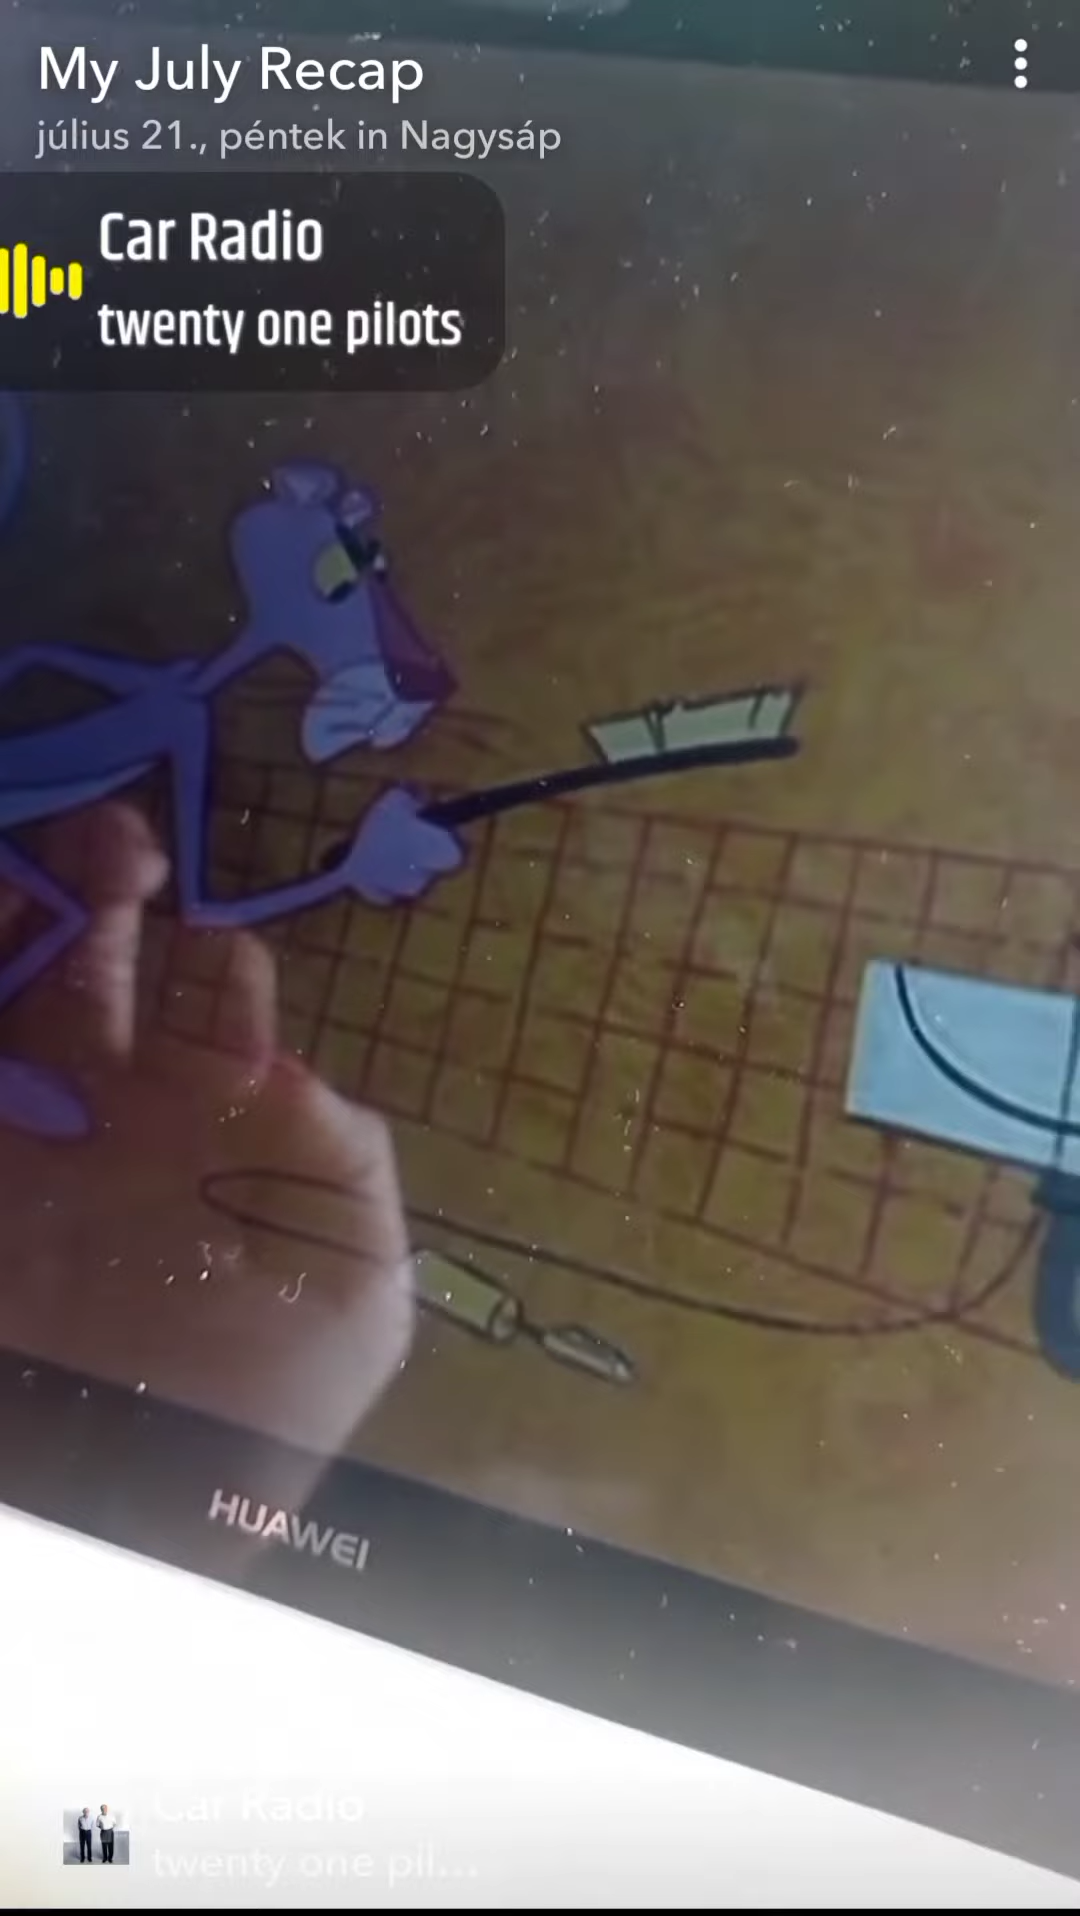 My July Recap
július 21., péntek in Nagysáp
Car Radio
twenty one pilots
HUAWEI
Car Radio
twenty one pil...